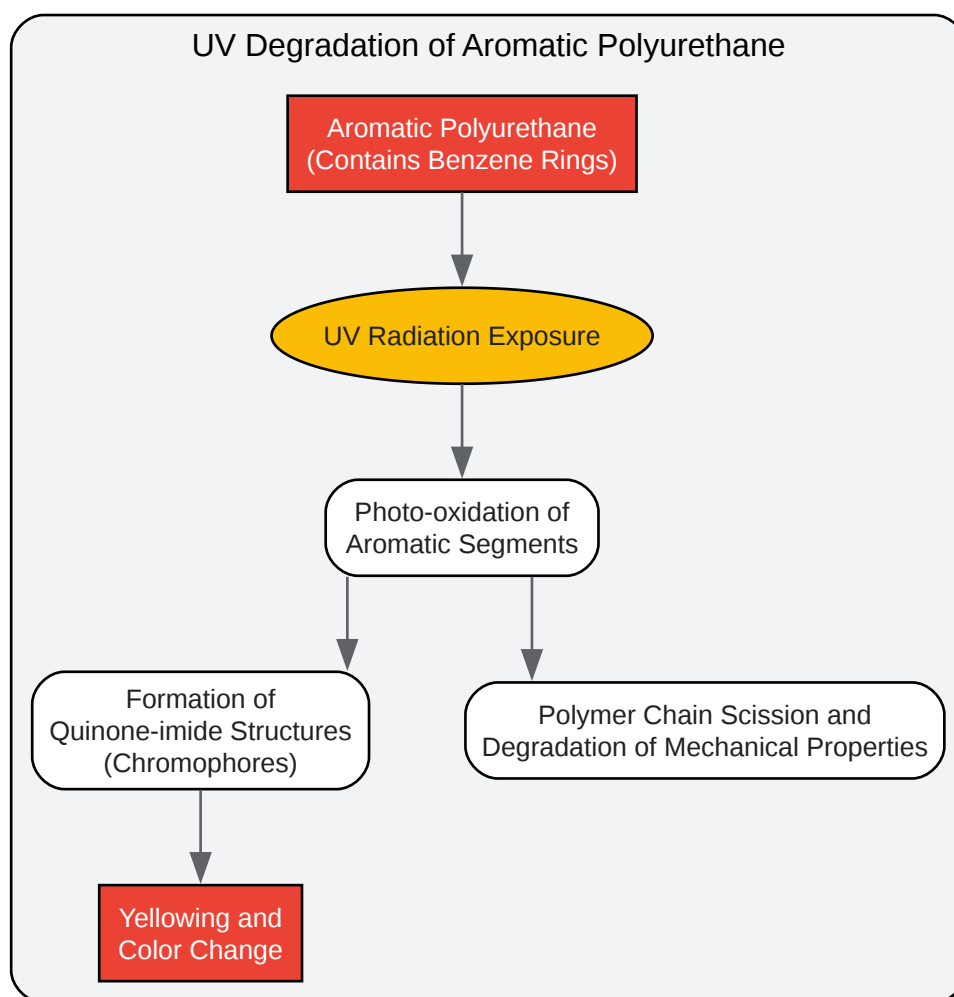 UV Degradation of Aromatic Polyurethane
Aromatic Polyurethane
(Contains Benzene Rings)
UV Radiation Exposure
Photo-oxidation of
Aromatic Segments
Formation of
Quinone-imide Structures
(Chromophores)
Polymer Chain Scission and
Degradation of Mechanical Properties
Yellowing and
Color Change